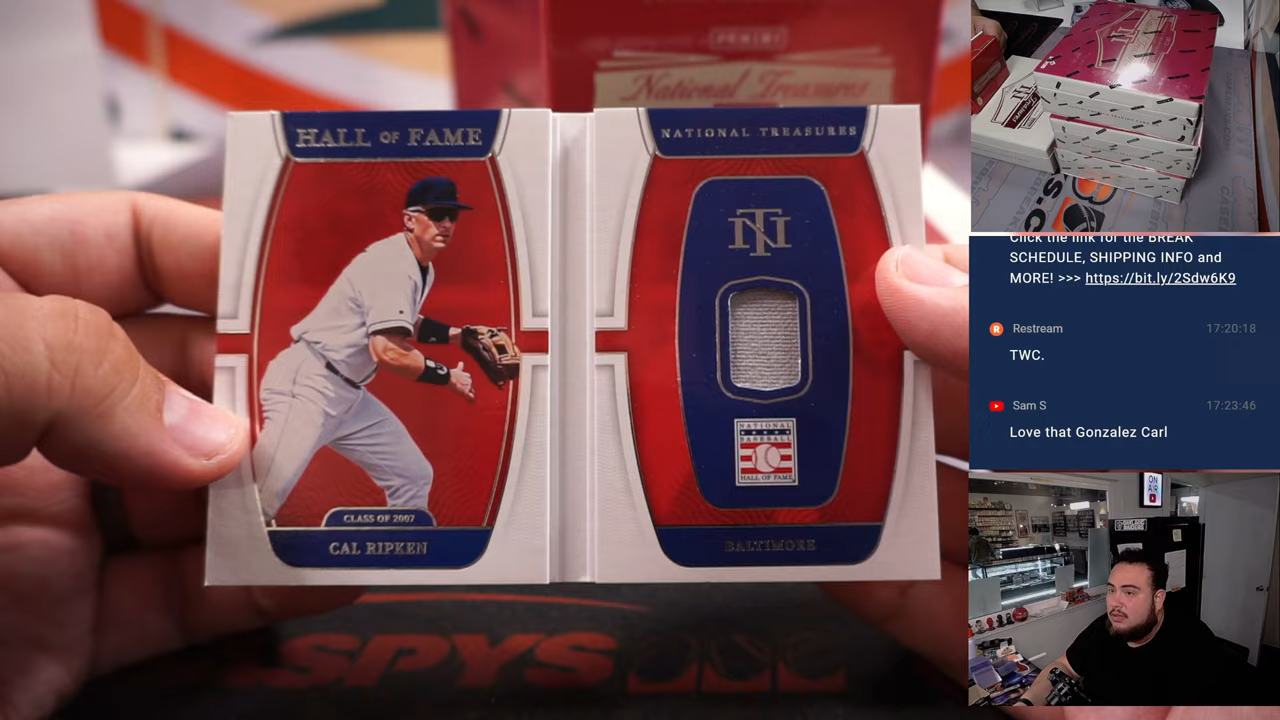 PANINI
National Treasures
HALL OF FAME
NATIONAL TREASURES
NT
NATIONAL
BASEBALL
HALL OF FAME
CLASS OF 2007
CAL RIPKEN
BALTIMORE
SPYS
Click the link for the BREAK
SCHEDULE, SHIPPING INFO and
MORE! >>> https://bit.ly/2Sdw6K9
Restream 17:20:18
TWC.
Sam S 17:23:46
Love that Gonzalez Carl
ON
AIR